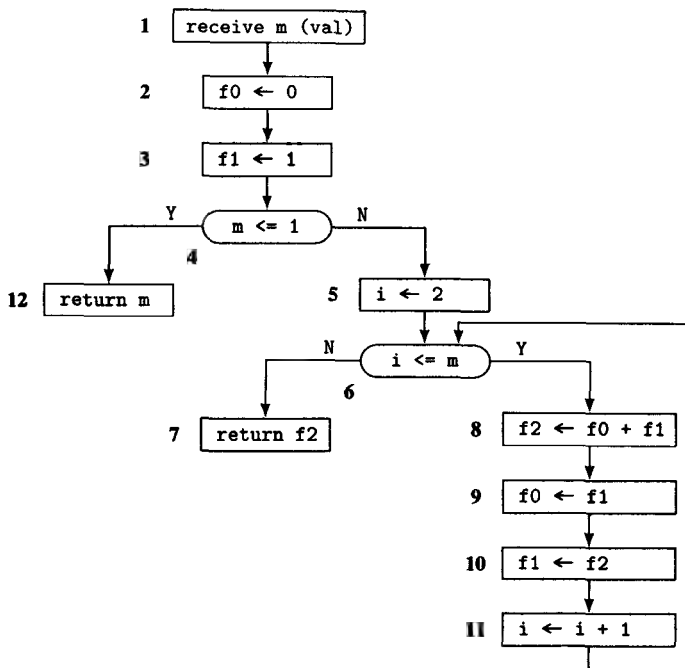 1 receive m (val)
2 f0 ← 0
3 f1 ← 1
Y m <= 1 N
4
12 return m
5 i ← 2
N i <= m Y
6
7 return f2
8 f2 ← f0 + f1
9 f0 ← f1
10 f1 ← f2
11 i ← i + 1